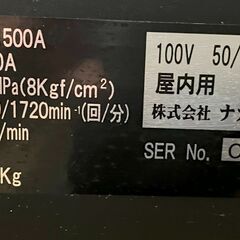 500A
100V 50/
0A
屋内用
MPa(8Kgf/cm²)
/1720min⁻¹(回/分)
株式会社 ナ
/min
SER No.
Kg